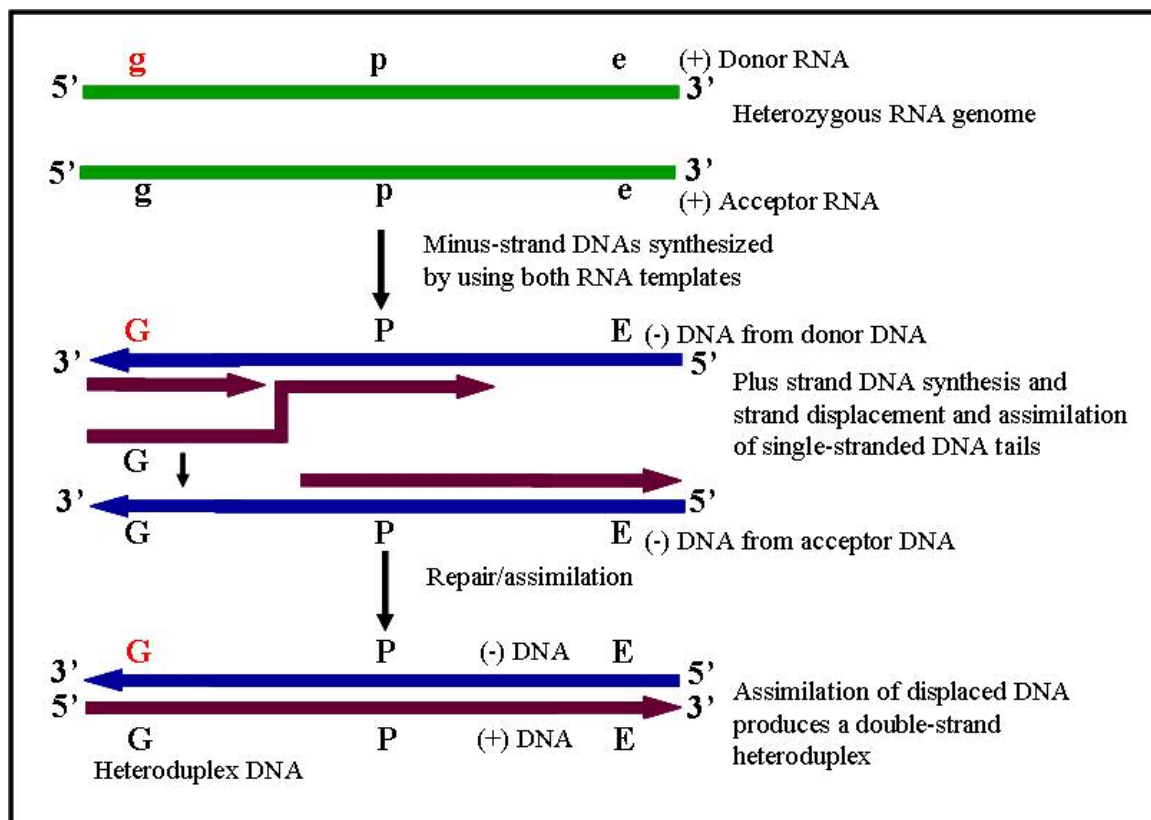 g p e (+) Donor RNA
5’ 3’
Heterozygous RNA genome
5’ 3’
g p e (+) Acceptor RNA
Minus-strand DNAs synthesized
by using both RNA templates
G P E (-) DNA from donor DNA
3’ 5’
Plus strand DNA synthesis and
strand displacement and assimilation
of single-stranded DNA tails
G
3’ 5’
G P E (-) DNA from acceptor DNA
Repair/assimilation
G P (-) DNA E
3’ 5’
5’ 3’
Assimilation of displaced DNA
produces a double-strand
heteroduplex
G P (+) DNA E
Heteroduplex DNA